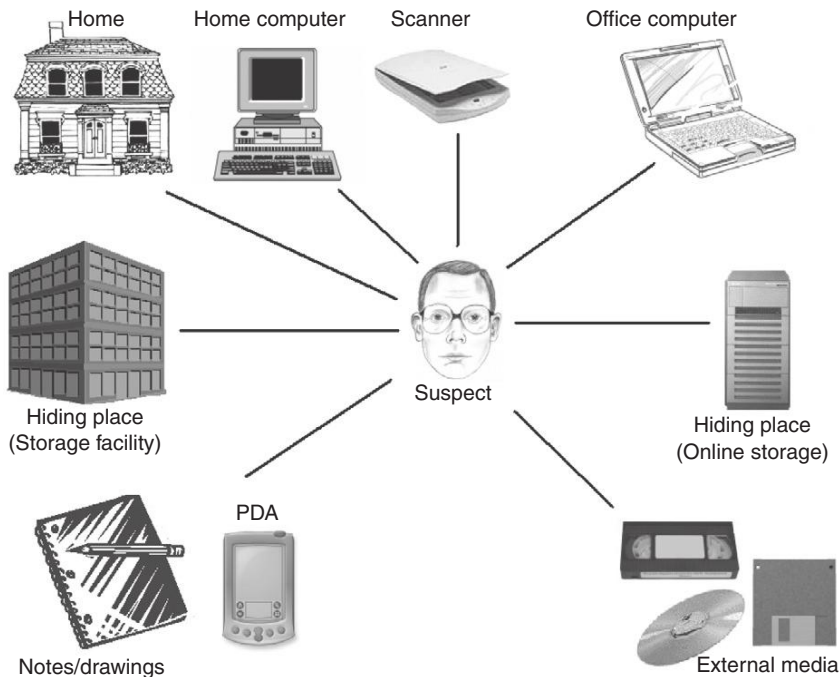 Home
Home computer
Scanner
Office computer
Suspect
Hiding place
(Storage facility)
Hiding place
(Online storage)
PDA
Notes/drawings
External media